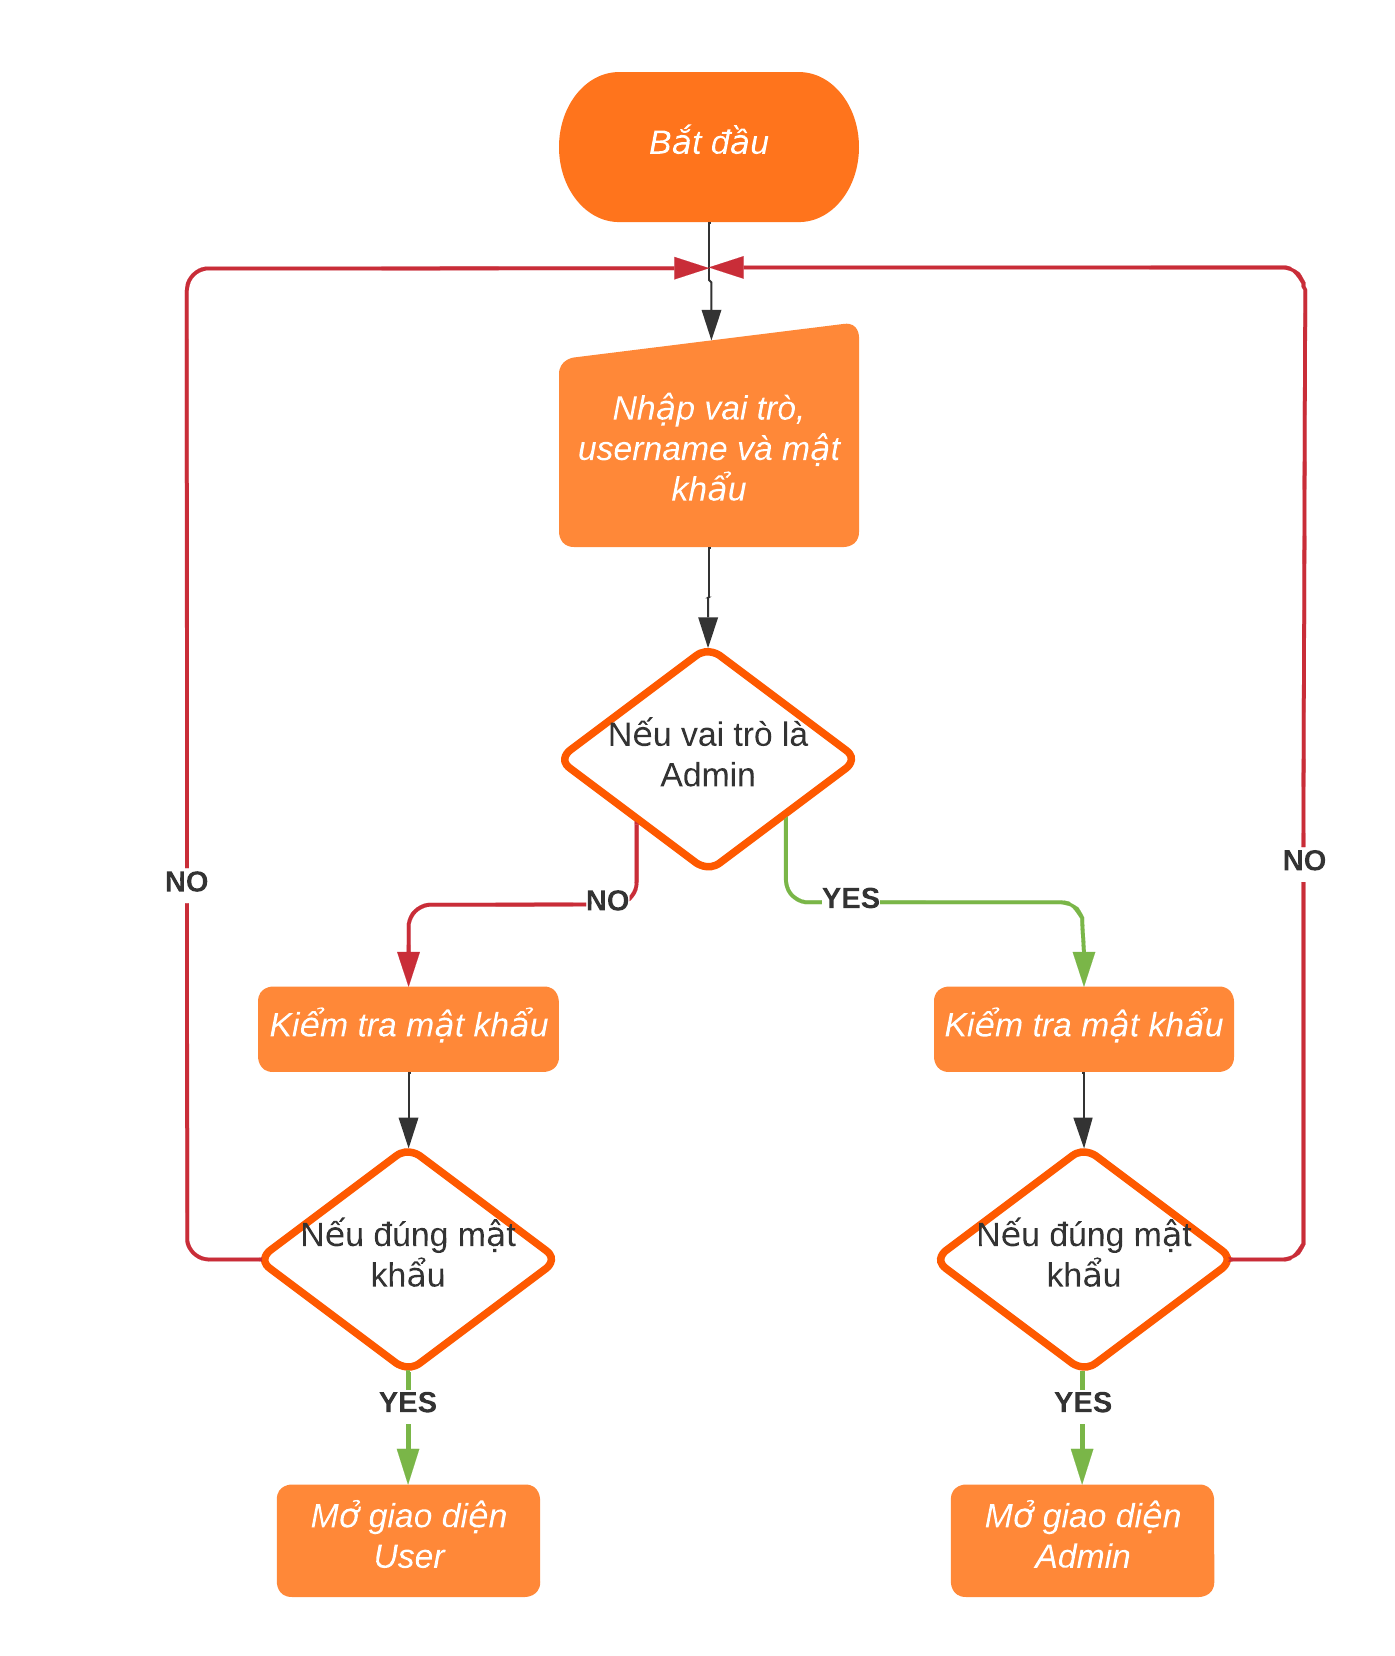 Bắt đầu
Nhập vai trò,
username và mật
khẩu
Nếu vai trò là
Admin
NO
NO
NO
YES
Kiểm tra mật khẩu
Kiểm tra mật khẩu
Nếu đúng mật
khẩu
Nếu đúng mật
khẩu
YES
YES
Mở giao diện
User
Mở giao diện
Admin